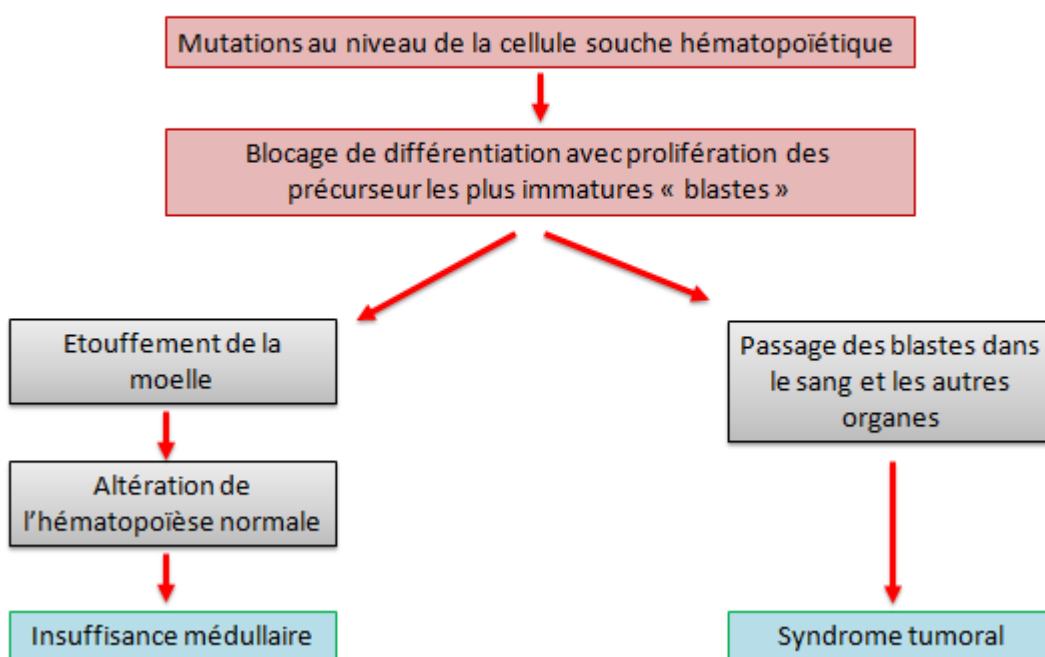 Mutations au niveau de la cellule souche hématopoïétique
Blocage de différentiation avec prolifération des
précurseur les plus immatures « blastes »
Etouffement de la
moelle
Passage des blastes dans
le sang et les autres
organes
Altération de
l'hématopoïèse normale
Insuffisance médullaire
Syndrome tumoral